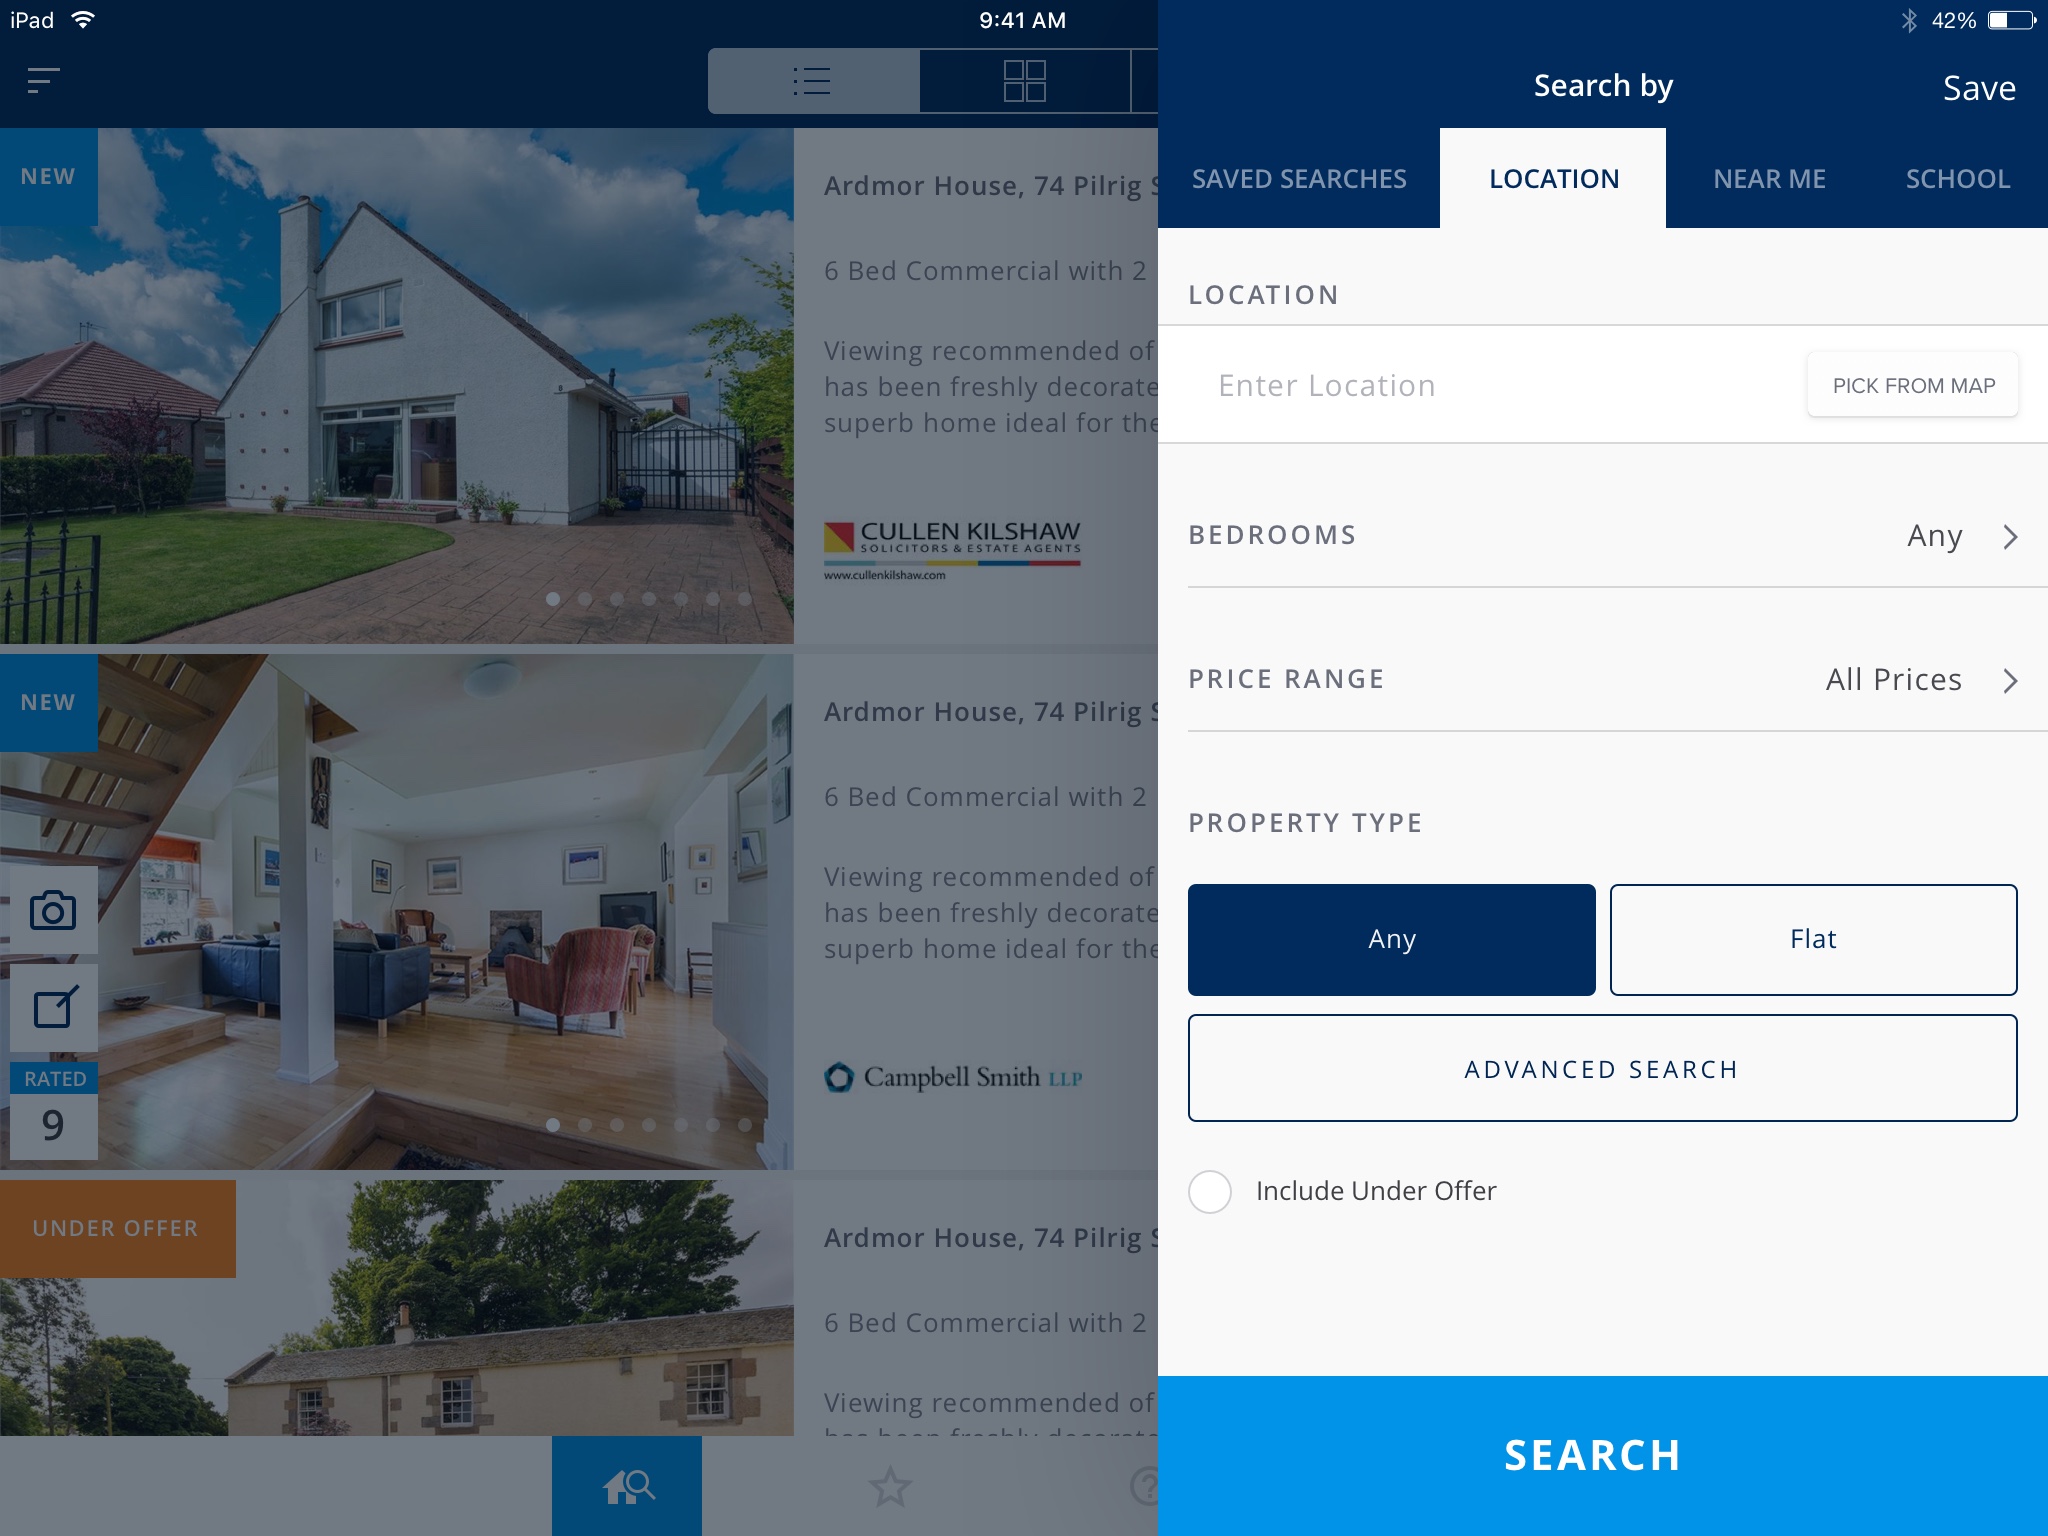 iPad
9:41 AM
42%
Search by
Save
SAVED SEARCHES
LOCATION
NEAR ME
SCHOOL
NEW
Ardmor House, 74 Pilrig
6 Bed Commercial with 2
Viewing recommended of
has been freshly decorate
superb home ideal for the
CULLEN KILSHAW
SOLICITORS & ESTATE AGENTS
www.cullenkilshaw.com
NEW
RATED
9
Ardmor House, 74 Pilrig
6 Bed Commercial with 2
Viewing recommended of
has been freshly decorate
superb home ideal for the
Campbell Smith LLP
UNDER OFFER
Ardmor House, 74 Pilrig
6 Bed Commercial with 2
Viewing recommended of
has been freshly decorate
LOCATION
Enter Location
PICK FROM MAP
BEDROOMS
Any
PRICE RANGE
All Prices
PROPERTY TYPE
Any
Flat
ADVANCED SEARCH
Include Under Offer
SEARCH